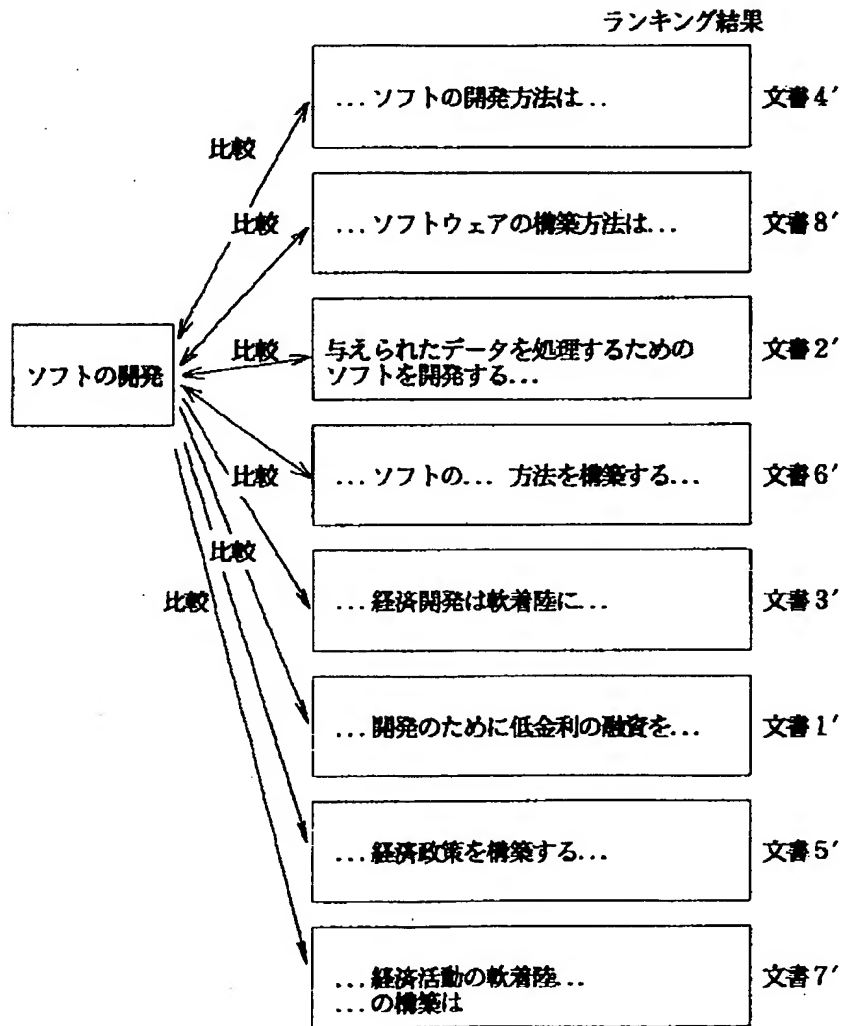 ランキング結果
...ソフトの開発方法は...
文書4′
比較
比較
...ソフトウェアの構築方法は...
文書8′
ソフトの開発
比較
与えられたデータを処理するための
ソフトを開発する...
文書2′
比較
...ソフトの... 方法を構築する...
文書6′
比較
比較
...経済開発は軟着陸に...
文書3′
...開発のために低金利の融資を...
文書1′
...経済政策を構築する...
文書5′
...経済活動の軟着陸...
...の構築は
文書7′